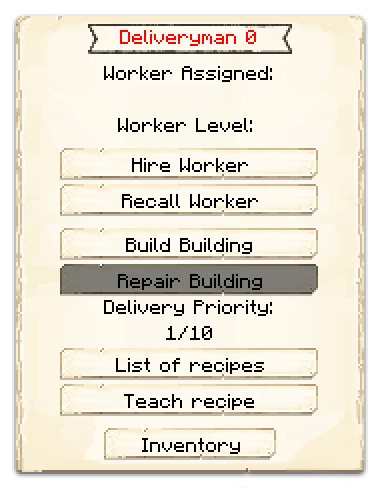 Deliveryman 0
Worker Assigned:
Worker Level:
Hire Worker
Recall Worker
Build Building
Repair Building
Delivery Priority:
1/10
List of recipes
Teach recipe
Inventory